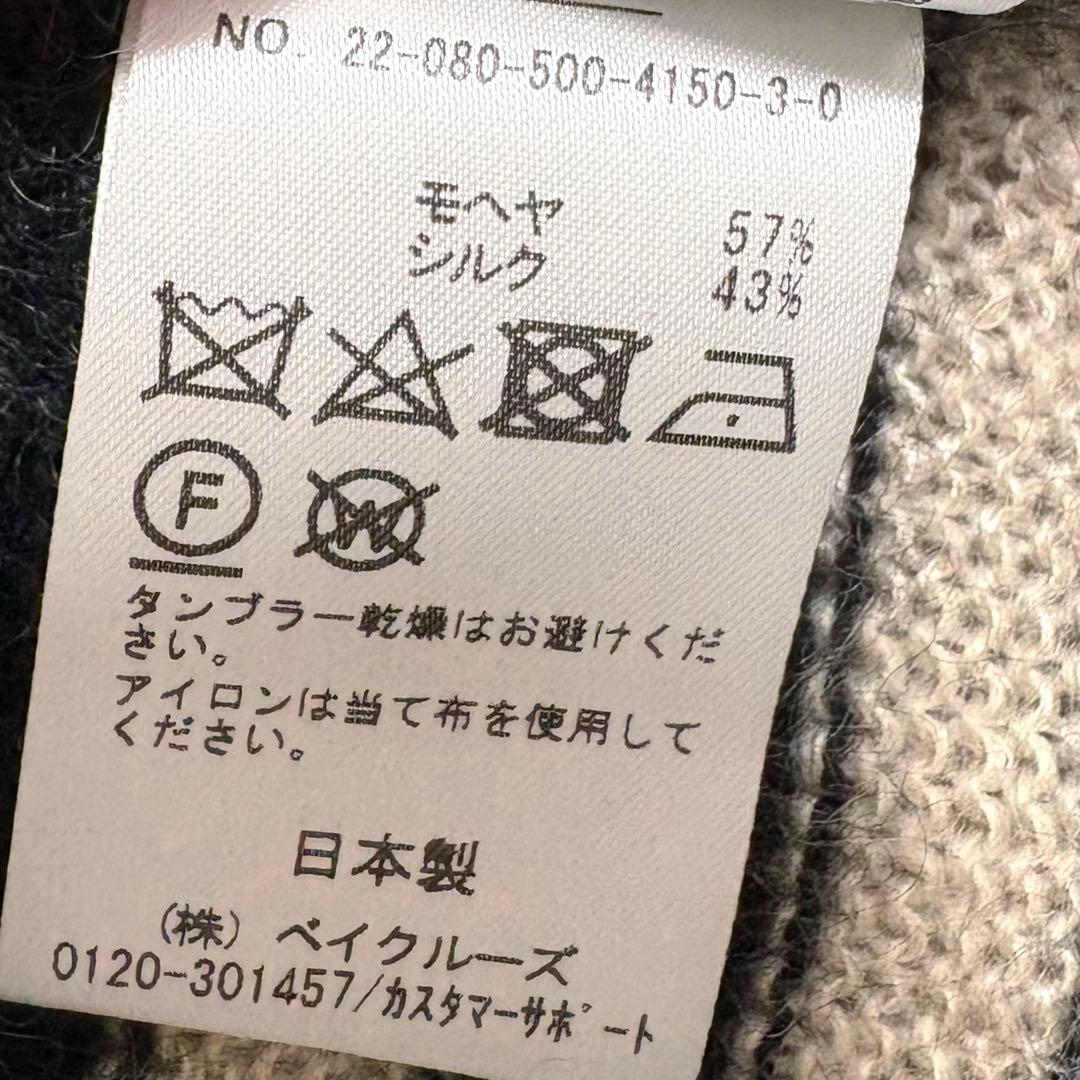 NO. 22-080-500-4150-3-0
モヘヤ 57%
シルク 43%
F W
タンブラー乾燥はお避けくだ
さい。
アイロンは当て布を使用して
ください。
日本製
(株) ベイクルーズ
0120-301457/カスタマーサポート